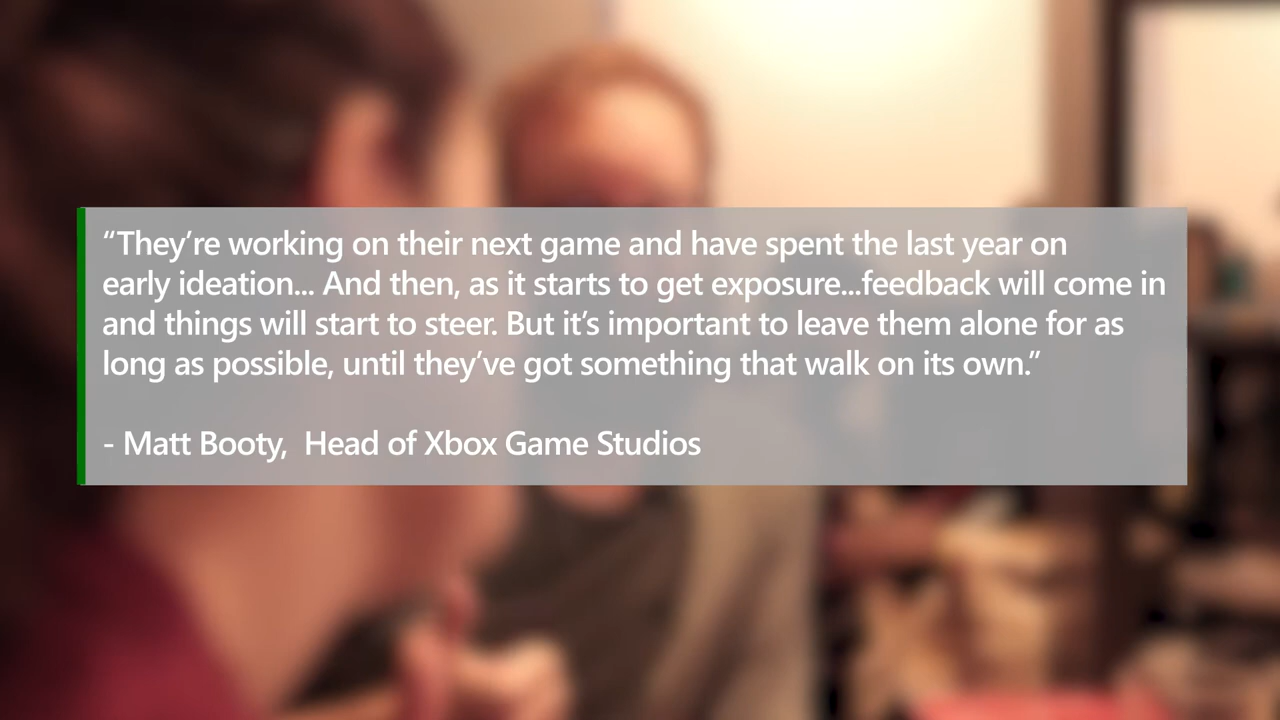 “They’re working on their next game and have spent the last year on
early ideation... And then, as it starts to get exposure...feedback will come in
and things will start to steer. But it’s important to leave them alone for as
long as possible, until they’ve got something that walk on its own.”
- Matt Booty,  Head of Xbox Game Studios